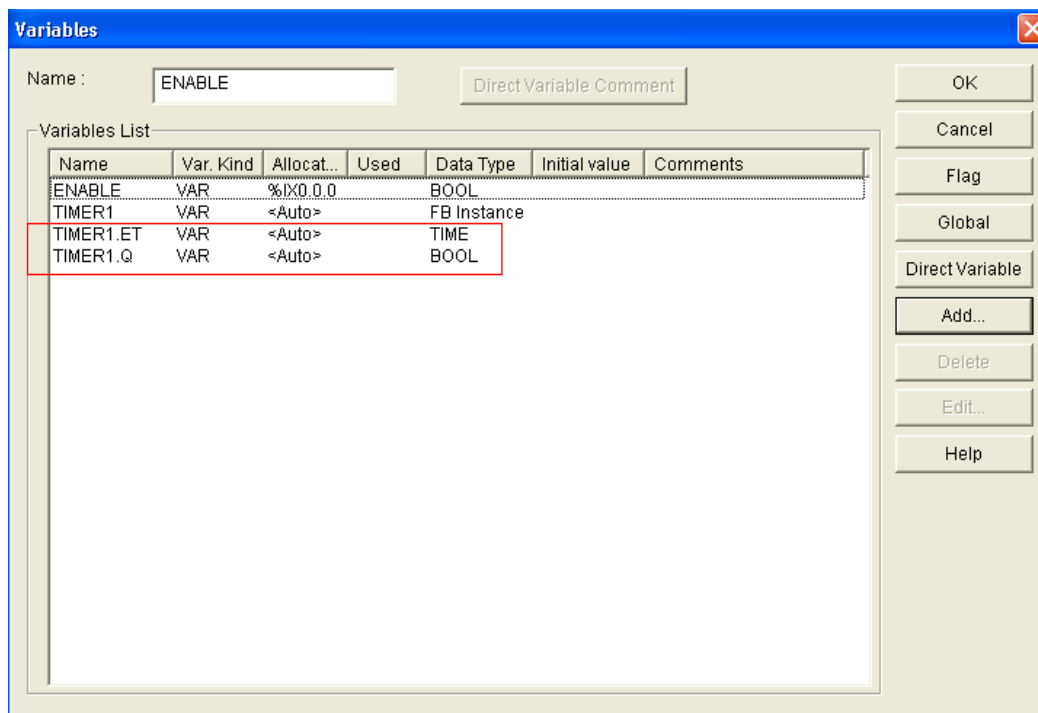 Variables
Name :
ENABLE
Direct Variable Comment
OK
Cancel
Flag
Global
Direct Variable
Add...
Delete
Edit...
Help
Variables List
Name Var. Kind Allocat... Used Data Type Initial value Comments
ENABLE VAR %IX0.0.0 BOOL
TIMER1 VAR <Auto> FB Instance
TIMER1.ET VAR <Auto> TIME
TIMER1.Q VAR <Auto> BOOL